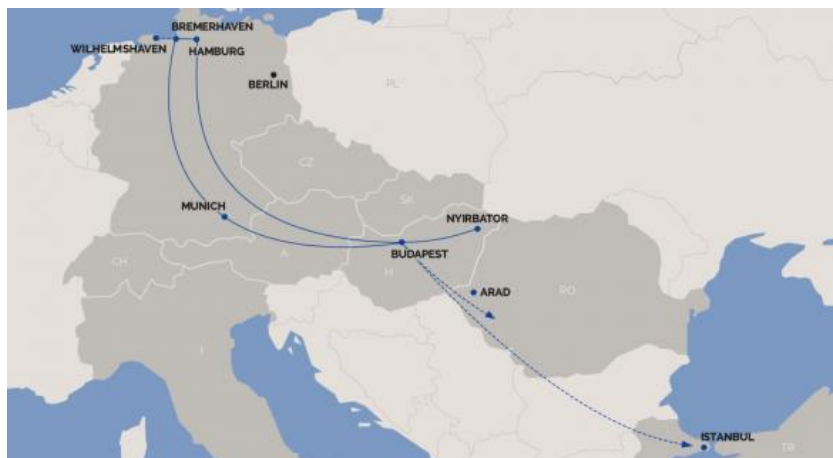 BREMERHAVEN
WILHELMSHAVEN
HAMBURG
BERLIN
PL
CZ
SK
MUNICH
NYIRBATOR
BUDAPEST
A
CH
H
ARAD
RO
I
ISTANBUL
TR